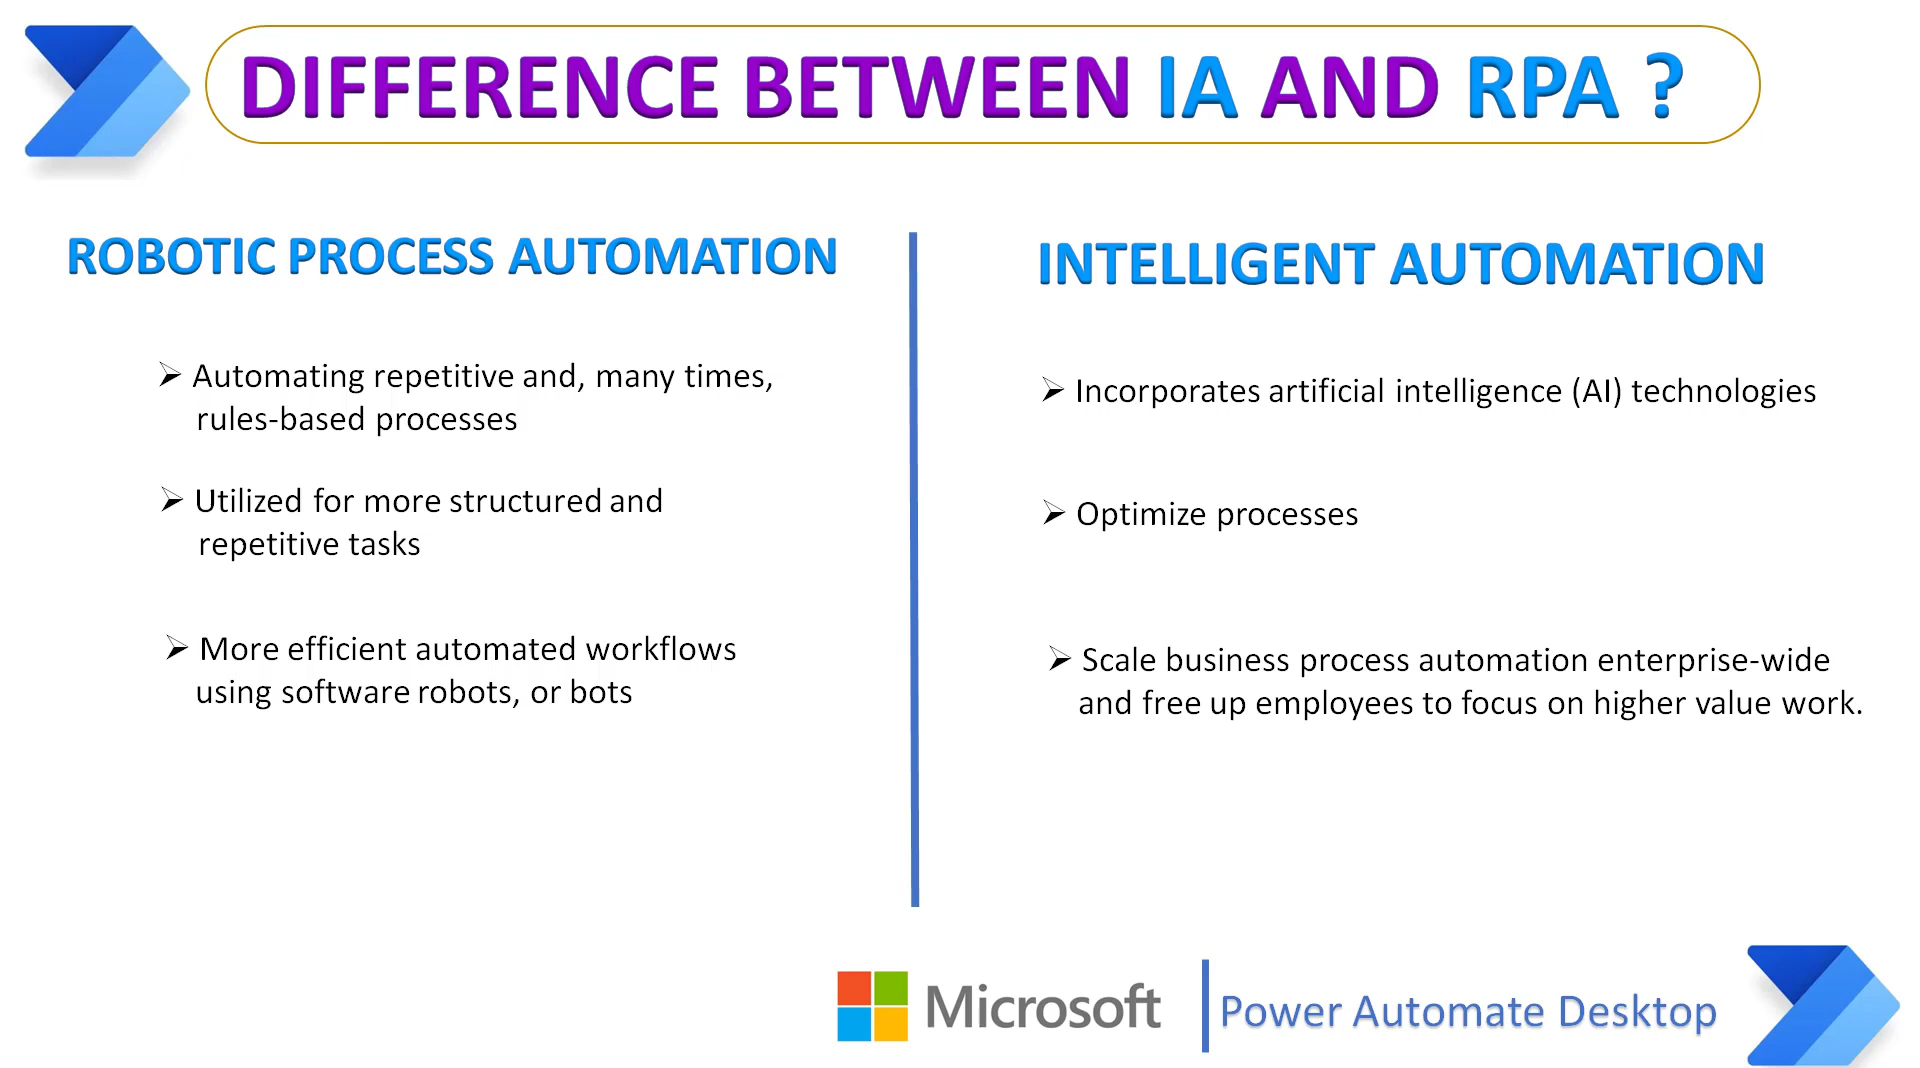 DIFFERENCE BETWEEN IA AND RPA ?
ROBOTIC PROCESS AUTOMATION
➢ Automating repetitive and, many times,
rules-based processes
➢ Utilized for more structured and
repetitive tasks
➢ More efficient automated workflows
using software robots, or bots
INTELLIGENT AUTOMATION
➢ Incorporates artificial intelligence (AI) technologies
➢ Optimize processes
➢ Scale business process automation enterprise-wide
and free up employees to focus on higher value work.
Microsoft
Power Automate Desktop